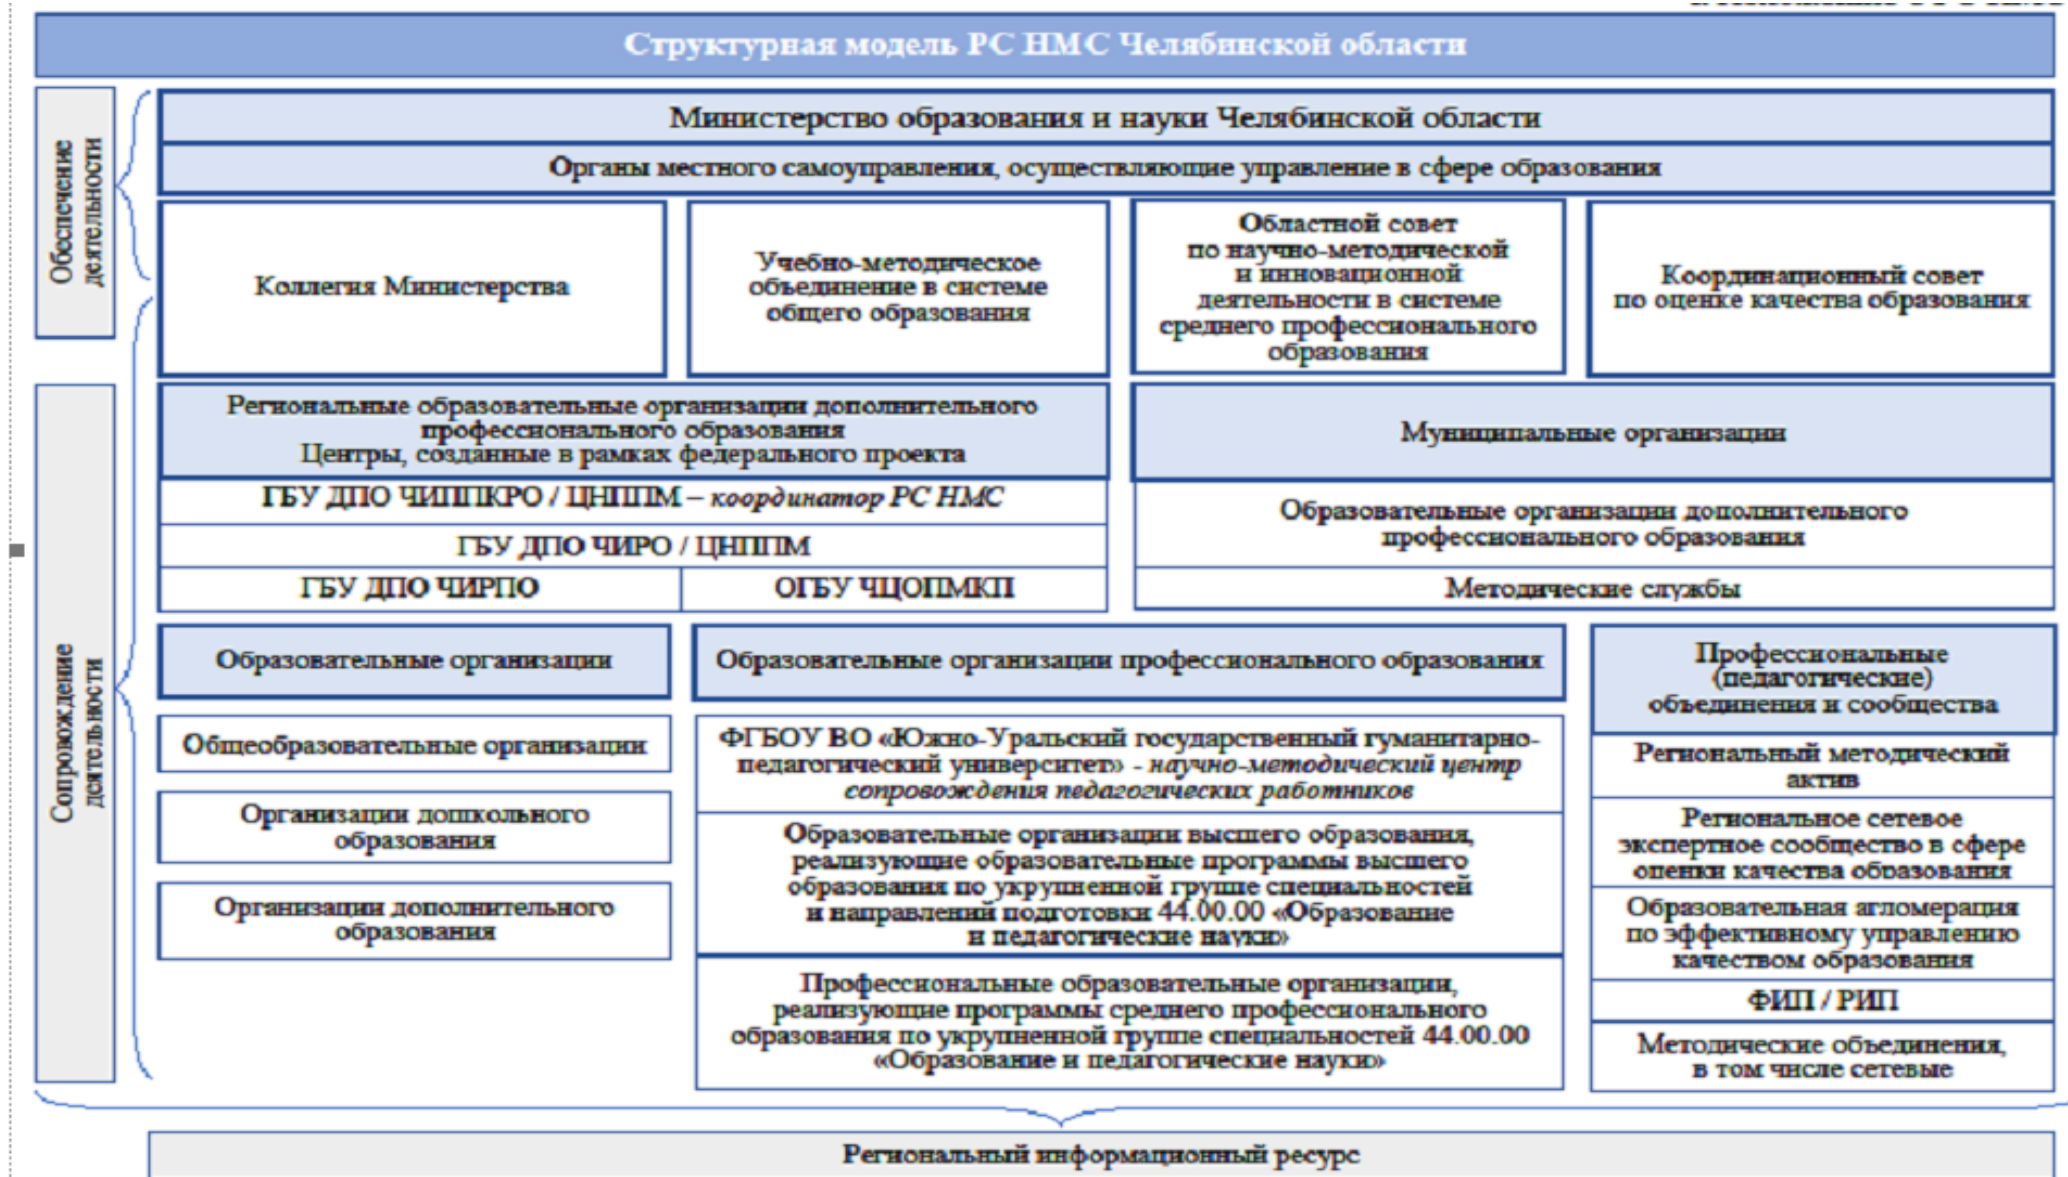 Структурная модель РС НМС Челябинской области
Обеспечение
деятельности
Министерство образования и науки Челябинской области
Органы местного самоуправления, осуществляющие управление в сфере образования
Коллегия Министерства
Учебно-методическое
объединение в системе
общего образования
Областной совет
по научно-методической
и инновационной
деятельности в системе
среднего профессионального
образования
Координационный совет
по оценке качества образования
Сопровождение
деятельности
Региональные образовательные организации дополнительного
профессионального образования
Центры, созданные в рамках федерального проекта
ГБУ ДПО ЧИППКРО / ЦНППМ – координатор РС НМС
ГБУ ДПО ЧИРО / ЦНППМ
ГБУ ДПО ЧИРПО
ОГБУ ЧЦОПМКП
Муниципальные организации
Образовательные организации дополнительного
профессионального образования
Методические службы
Образовательные организации
Общеобразовательные организации
Организации дошкольного
образования
Организации дополнительного
образования
Образовательные организации профессионального образования
ФГБОУ ВО «Южно-Уральский государственный гуманитарно-
педагогический университет» - научно-методический центр
сопровождения педагогических работников
Образовательные организации высшего образования,
реализующие образовательные программы высшего
образования по укрупненной группе специальностей
и направлений подготовки 44.00.00 «Образование
и педагогические науки»
Профессиональные образовательные организации,
реализующие программы среднего профессионального
образования по укрупненной группе специальностей 44.00.00
«Образование и педагогические науки»
Профессиональные
(педагогические)
объединения и сообщества
Региональный методический
актив
Региональное сетевое
экспертное сообщество в сфере
оценки качества образования
Образовательная агломерация
по эффективному управлению
качеством образования
ФИП / РИП
Методические объединения,
в том числе сетевые
Региональный информационный ресурс